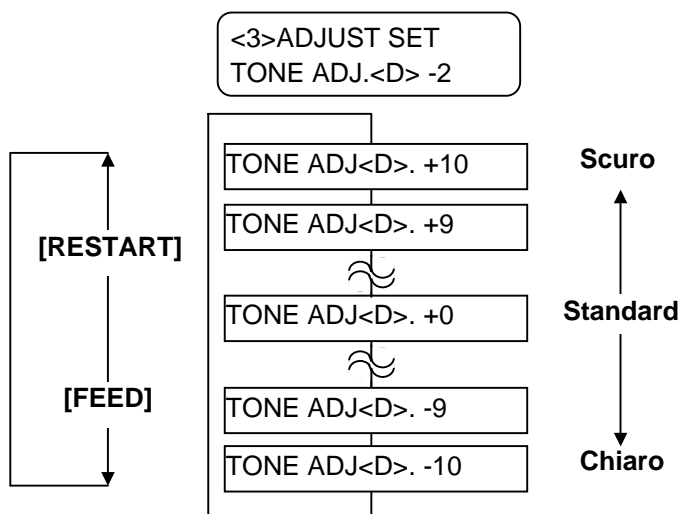 <3>ADJUST SET
TONE ADJ.<D> -2
TONE ADJ<D>. +10
Scuro
TONE ADJ<D>. +9
[RESTART]
TONE ADJ<D>. +0
Standard
[FEED]
TONE ADJ<D>. -9
TONE ADJ<D>. -10
Chiaro